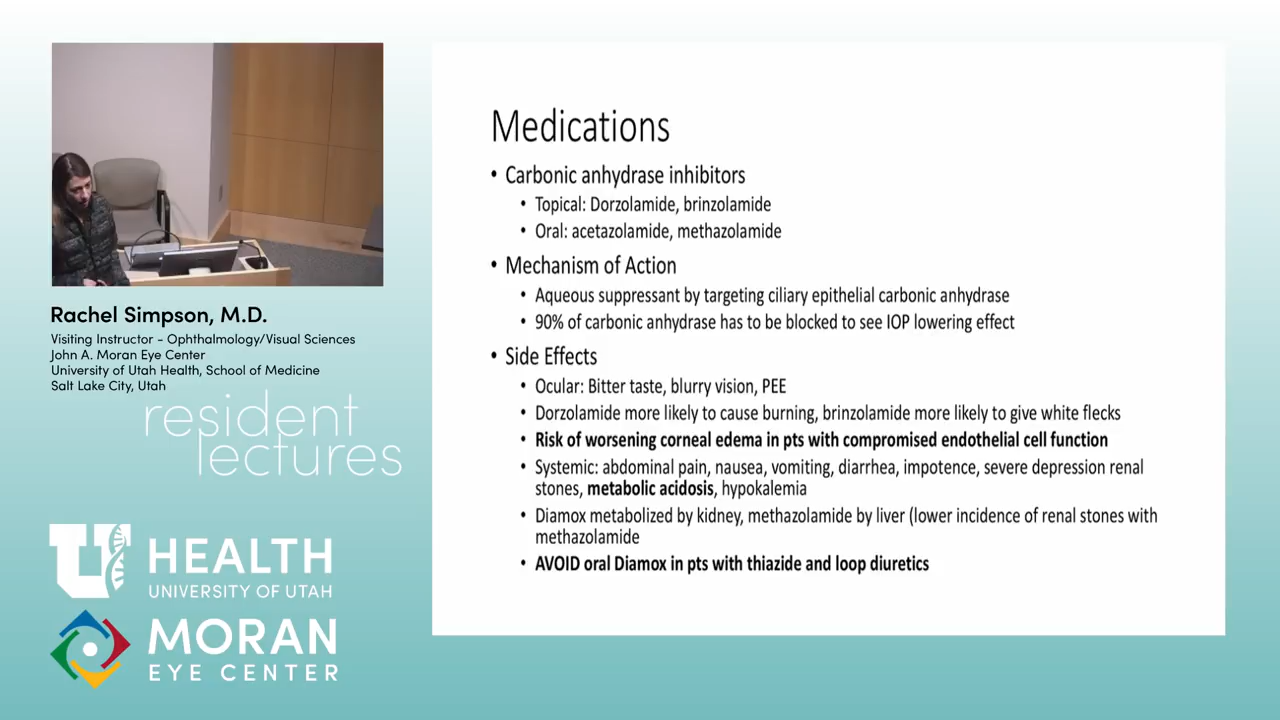 Rachel Simpson, M.D.
Visiting Instructor - Ophthalmology/Visual Sciences
John A. Moran Eye Center
University of Utah Health, School of Medicine
Salt Lake City, Utah
resident
lectures
U HEALTH
UNIVERSITY OF UTAH
MORAN
EYE CENTER
Medications
• Carbonic anhydrase inhibitors
• Topical: Dorzolamide, brinzolamide
• Oral: acetazolamide, methazolamide
• Mechanism of Action
• Aqueous suppressant by targeting ciliary epithelial carbonic anhydrase
• 90% of carbonic anhydrase has to be blocked to see IOP lowering effect
• Side Effects
• Ocular: Bitter taste, blurry vision, PEE
• Dorzolamide more likely to cause burning, brinzolamide more likely to give white flecks
• Risk of worsening corneal edema in pts with compromised endothelial cell function
• Systemic: abdominal pain, nausea, vomiting, diarrhea, impotence, severe depression renal
stones, metabolic acidosis, hypokalemia
• Diamox metabolized by kidney, methazolamide by liver (lower incidence of renal stones with
methazolamide
• AVOID oral Diamox in pts with thiazide and loop diuretics